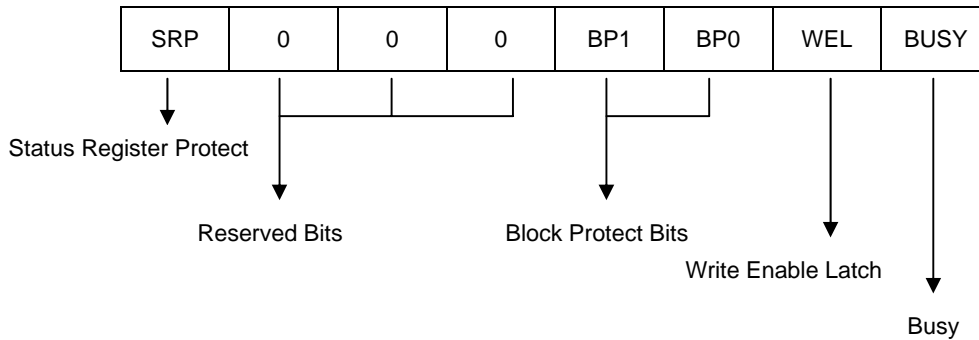 SRP 0 0 0 BP1 BP0 WEL BUSY
Status Register Protect
Reserved Bits Block Protect Bits
Write Enable Latch
Busy